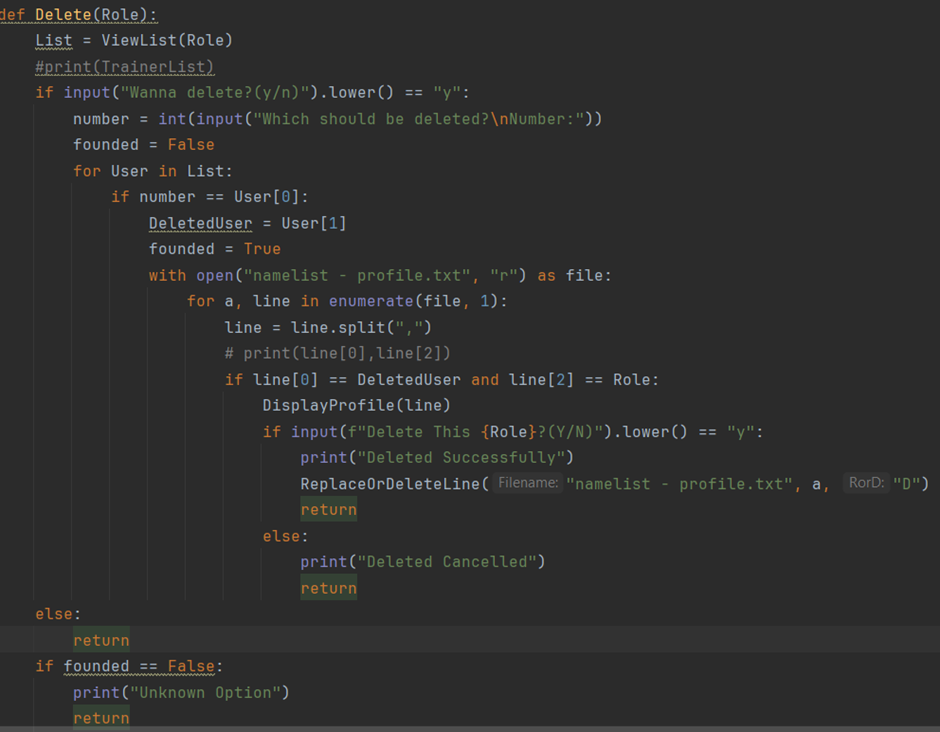 def Delete(Role):
    List = ViewList(Role)
    #print(TrainerList)
    if input("Wanna delete?(y/n)").lower() == "y":
        number = int(input("Which should be deleted?\nNumber:"))
        founded = False
        for User in List:
            if number == User[0]:
                DeletedUser = User[1]
                founded = True
                with open("namelist - profile.txt", "r") as file:
                    for a, line in enumerate(file, 1):
                        line = line.split(",")
                        # print(line[0],line[2])
                        if line[0] == DeletedUser and line[2] == Role:
                            DisplayProfile(line)
                            if input(f"Delete This {Role}?(Y/N)").lower() == "y":
                                print("Deleted Successfully")
                                ReplaceOrDeleteLine( Filename: "namelist - profile.txt", a, RorD: "D")
                                return
                            else:
                                print("Deleted Cancelled")
                                return
    else:
        return
    if founded == False:
        print("Unknown Option")
        return